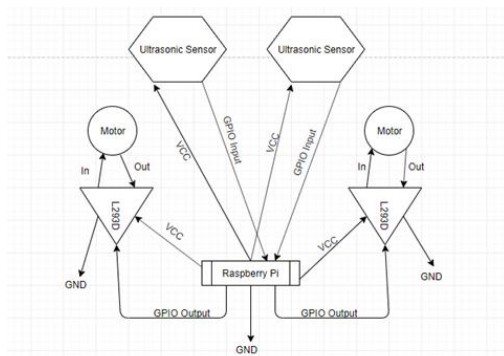 Ultrasonic Sensor
Ultrasonic Sensor
GPIO Input
VCC
VCC
GPIO Input
Motor
Motor
In
Out
In
Out
L293D
L293D
VCC
VCC
GND
Raspberry Pi
GND
GPIO Output
GPIO Output
GND